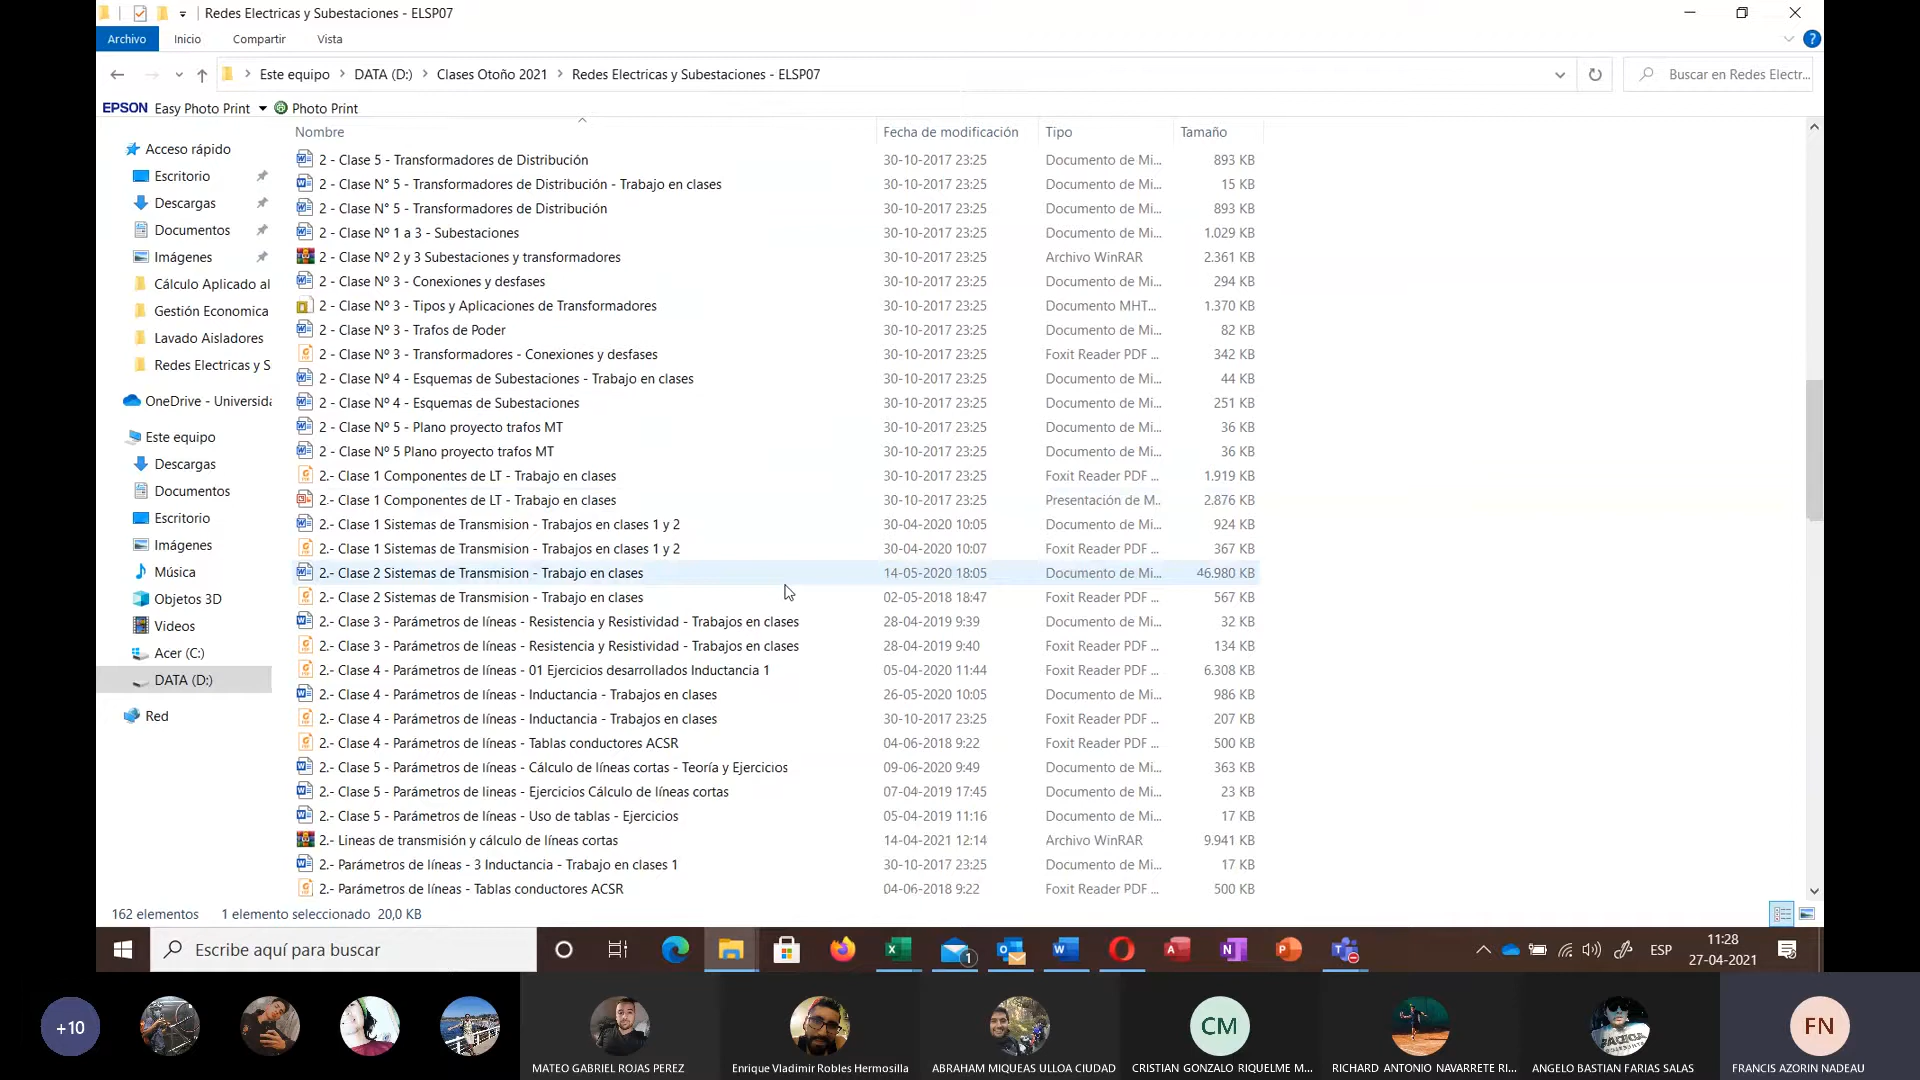 Redes Electricas y Subestaciones - ELSP07
Archivo Inicio Compartir Vista
Este equipo DATA (D:) Clases Otoño 2021 Redes Electricas y Subestaciones - ELSP07 Buscar en Redes Electr...
EPSON Easy Photo Print Photo Print
Nombre Fecha de modificación Tipo Tamaño
Acceso rápido
Escritorio
Descargas
Documentos
Imágenes
Cálculo Aplicado al
Gestión Economica
Lavado Aisladores
Redes Electricas y S
OneDrive - Universida
Este equipo
Descargas
Documentos
Escritorio
Imágenes
Música
Objetos 3D
Videos
Acer (C:)
DATA (D:)
Red
2 - Clase 5 - Transformadores de Distribución 30-10-2017 23:25 Documento de Mi... 893 KB
2 - Clase N° 5 - Transformadores de Distribución - Trabajo en clases 30-10-2017 23:25 Documento de Mi... 15 KB
2 - Clase N° 5 - Transformadores de Distribución 30-10-2017 23:25 Documento de Mi... 893 KB
2 - Clase Nº 1 a 3 - Subestaciones 30-10-2017 23:25 Documento de Mi... 1.029 KB
2 - Clase Nº 2 y 3 Subestaciones y transformadores 30-10-2017 23:25 Archivo WinRAR 2.361 KB
2 - Clase Nº 3 - Conexiones y desfases 30-10-2017 23:25 Documento de Mi... 294 KB
2 - Clase Nº 3 - Tipos y Aplicaciones de Transformadores 30-10-2017 23:25 Documento MHT... 1.370 KB
2 - Clase Nº 3 - Trafos de Poder 30-10-2017 23:25 Documento de Mi... 82 KB
2 - Clase Nº 3 - Transformadores - Conexiones y desfases 30-10-2017 23:25 Foxit Reader PDF ... 342 KB
2 - Clase Nº 4 - Esquemas de Subestaciones - Trabajo en clases 30-10-2017 23:25 Documento de Mi... 44 KB
2 - Clase Nº 4 - Esquemas de Subestaciones 30-10-2017 23:25 Documento de Mi... 251 KB
2 - Clase Nº 5 - Plano proyecto trafos MT 30-10-2017 23:25 Documento de Mi... 36 KB
2 - Clase Nº 5 Plano proyecto trafos MT 30-10-2017 23:25 Documento de Mi... 36 KB
2.- Clase 1 Componentes de LT - Trabajo en clases 30-10-2017 23:25 Foxit Reader PDF ... 1.919 KB
2.- Clase 1 Componentes de LT - Trabajo en clases 30-10-2017 23:25 Presentación de M... 2.876 KB
2.- Clase 1 Sistemas de Transmision - Trabajos en clases 1 y 2 30-04-2020 10:05 Documento de Mi... 924 KB
2.- Clase 1 Sistemas de Transmision - Trabajos en clases 1 y 2 30-04-2020 10:07 Foxit Reader PDF ... 367 KB
2.- Clase 2 Sistemas de Transmision - Trabajo en clases 14-05-2020 18:05 Documento de Mi... 46.980 KB
2.- Clase 2 Sistemas de Transmision - Trabajo en clases 02-05-2018 18:47 Foxit Reader PDF ... 567 KB
2.- Clase 3 - Parámetros de líneas - Resistencia y Resistividad - Trabajos en clases 28-04-2019 9:39 Documento de Mi... 32 KB
2.- Clase 3 - Parámetros de líneas - Resistencia y Resistividad - Trabajos en clases 28-04-2019 9:40 Foxit Reader PDF ... 134 KB
2.- Clase 4 - Parámetros de líneas - 01 Ejercicios desarrollados Inductancia 1 05-04-2020 11:44 Foxit Reader PDF ... 6.308 KB
2.- Clase 4 - Parámetros de líneas - Inductancia - Trabajos en clases 26-05-2020 10:05 Documento de Mi... 986 KB
2.- Clase 4 - Parámetros de líneas - Inductancia - Trabajos en clases 30-10-2017 23:25 Foxit Reader PDF ... 207 KB
2.- Clase 4 - Parámetros de líneas - Tablas conductores ACSR 04-06-2018 9:22 Foxit Reader PDF ... 500 KB
2.- Clase 5 - Parámetros de líneas - Cálculo de líneas cortas - Teoría y Ejercicios 09-06-2020 9:49 Documento de Mi... 363 KB
2.- Clase 5 - Parámetros de líneas - Ejercicios Cálculo de líneas cortas 07-04-2019 17:45 Documento de Mi... 23 KB
2.- Clase 5 - Parámetros de líneas - Uso de tablas - Ejercicios 05-04-2019 11:16 Documento de Mi... 17 KB
2.- Lineas de transmisión y cálculo de líneas cortas 14-04-2021 12:14 Archivo WinRAR 9.941 KB
2.- Parámetros de líneas - 3 Inductancia - Trabajo en clases 1 30-10-2017 23:25 Documento de Mi... 17 KB
2.- Parámetros de líneas - Tablas conductores ACSR 04-06-2018 9:22 Foxit Reader PDF ... 500 KB
162 elementos 1 elemento seleccionado 20,0 KB
Escribe aquí para buscar 1 ESP 11:28
27-04-2021
+10 CM FN
MATEO GABRIEL ROJAS PEREZ Enrique Vladimir Robles Hermosilla ABRAHAM MIQUEAS ULLOA CIUDAD CRISTIAN GONZALO RIQUELME M... RICHARD ANTONIO NAVARRETE RI... ANGELO BASTIAN FARIAS SALAS FRANCIS AZORIN NADEAU